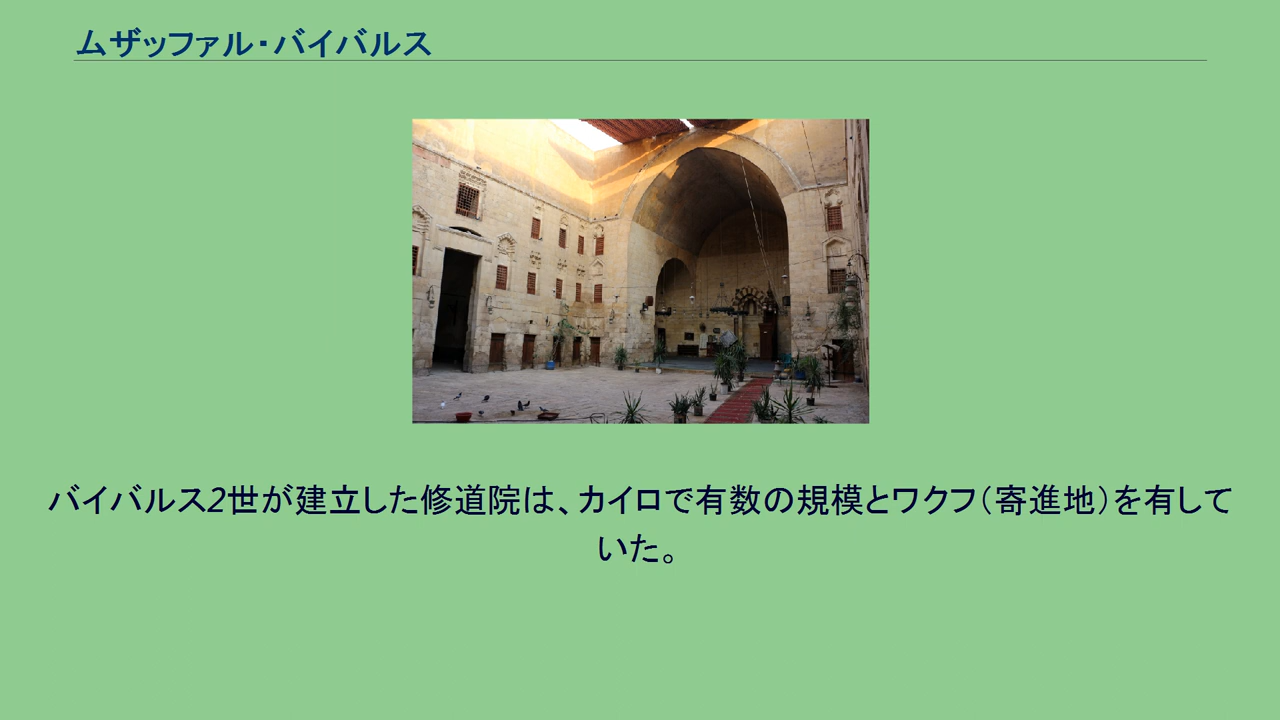 ムザッファル・バイバルス
バイバルス2世が建立した修道院は、カイロで有数の規模とワクフ（寄進地）を有して
いた。